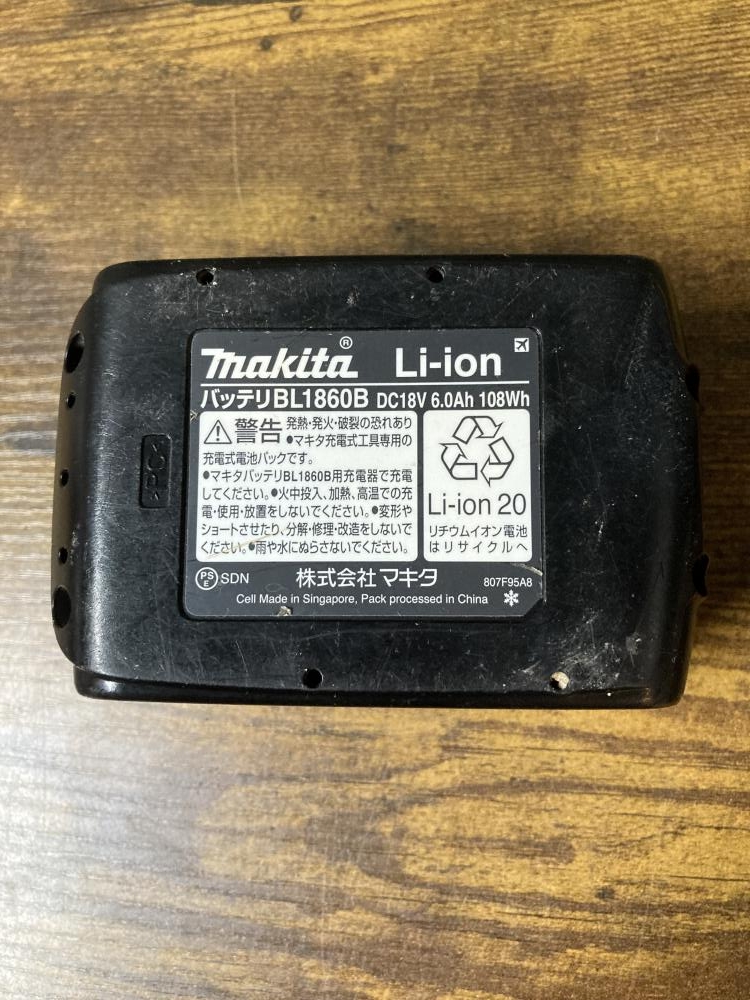 makita® Li-ion
バッテリBL1860B DC18V 6.0Ah 108Wh
警告 発熱・発火・破裂の恐れあり
●マキタ充電式工具専用の
充電式電池パックです。
●マキタバッテリBL1860B用充電器で充電
してください。●火中投入、加熱、高温での充
電・使用・放置をしないでください。●変形や
ショートさせたり、分解・修理・改造をしないで
ください。●雨や水にぬらさないでください。
Li-ion 20
リチウムイオン電池
はリサイクルへ
PSE SDN 株式会社マキタ 807F95A8
Cell Made in Singapore, Pack processed in China
>PC<